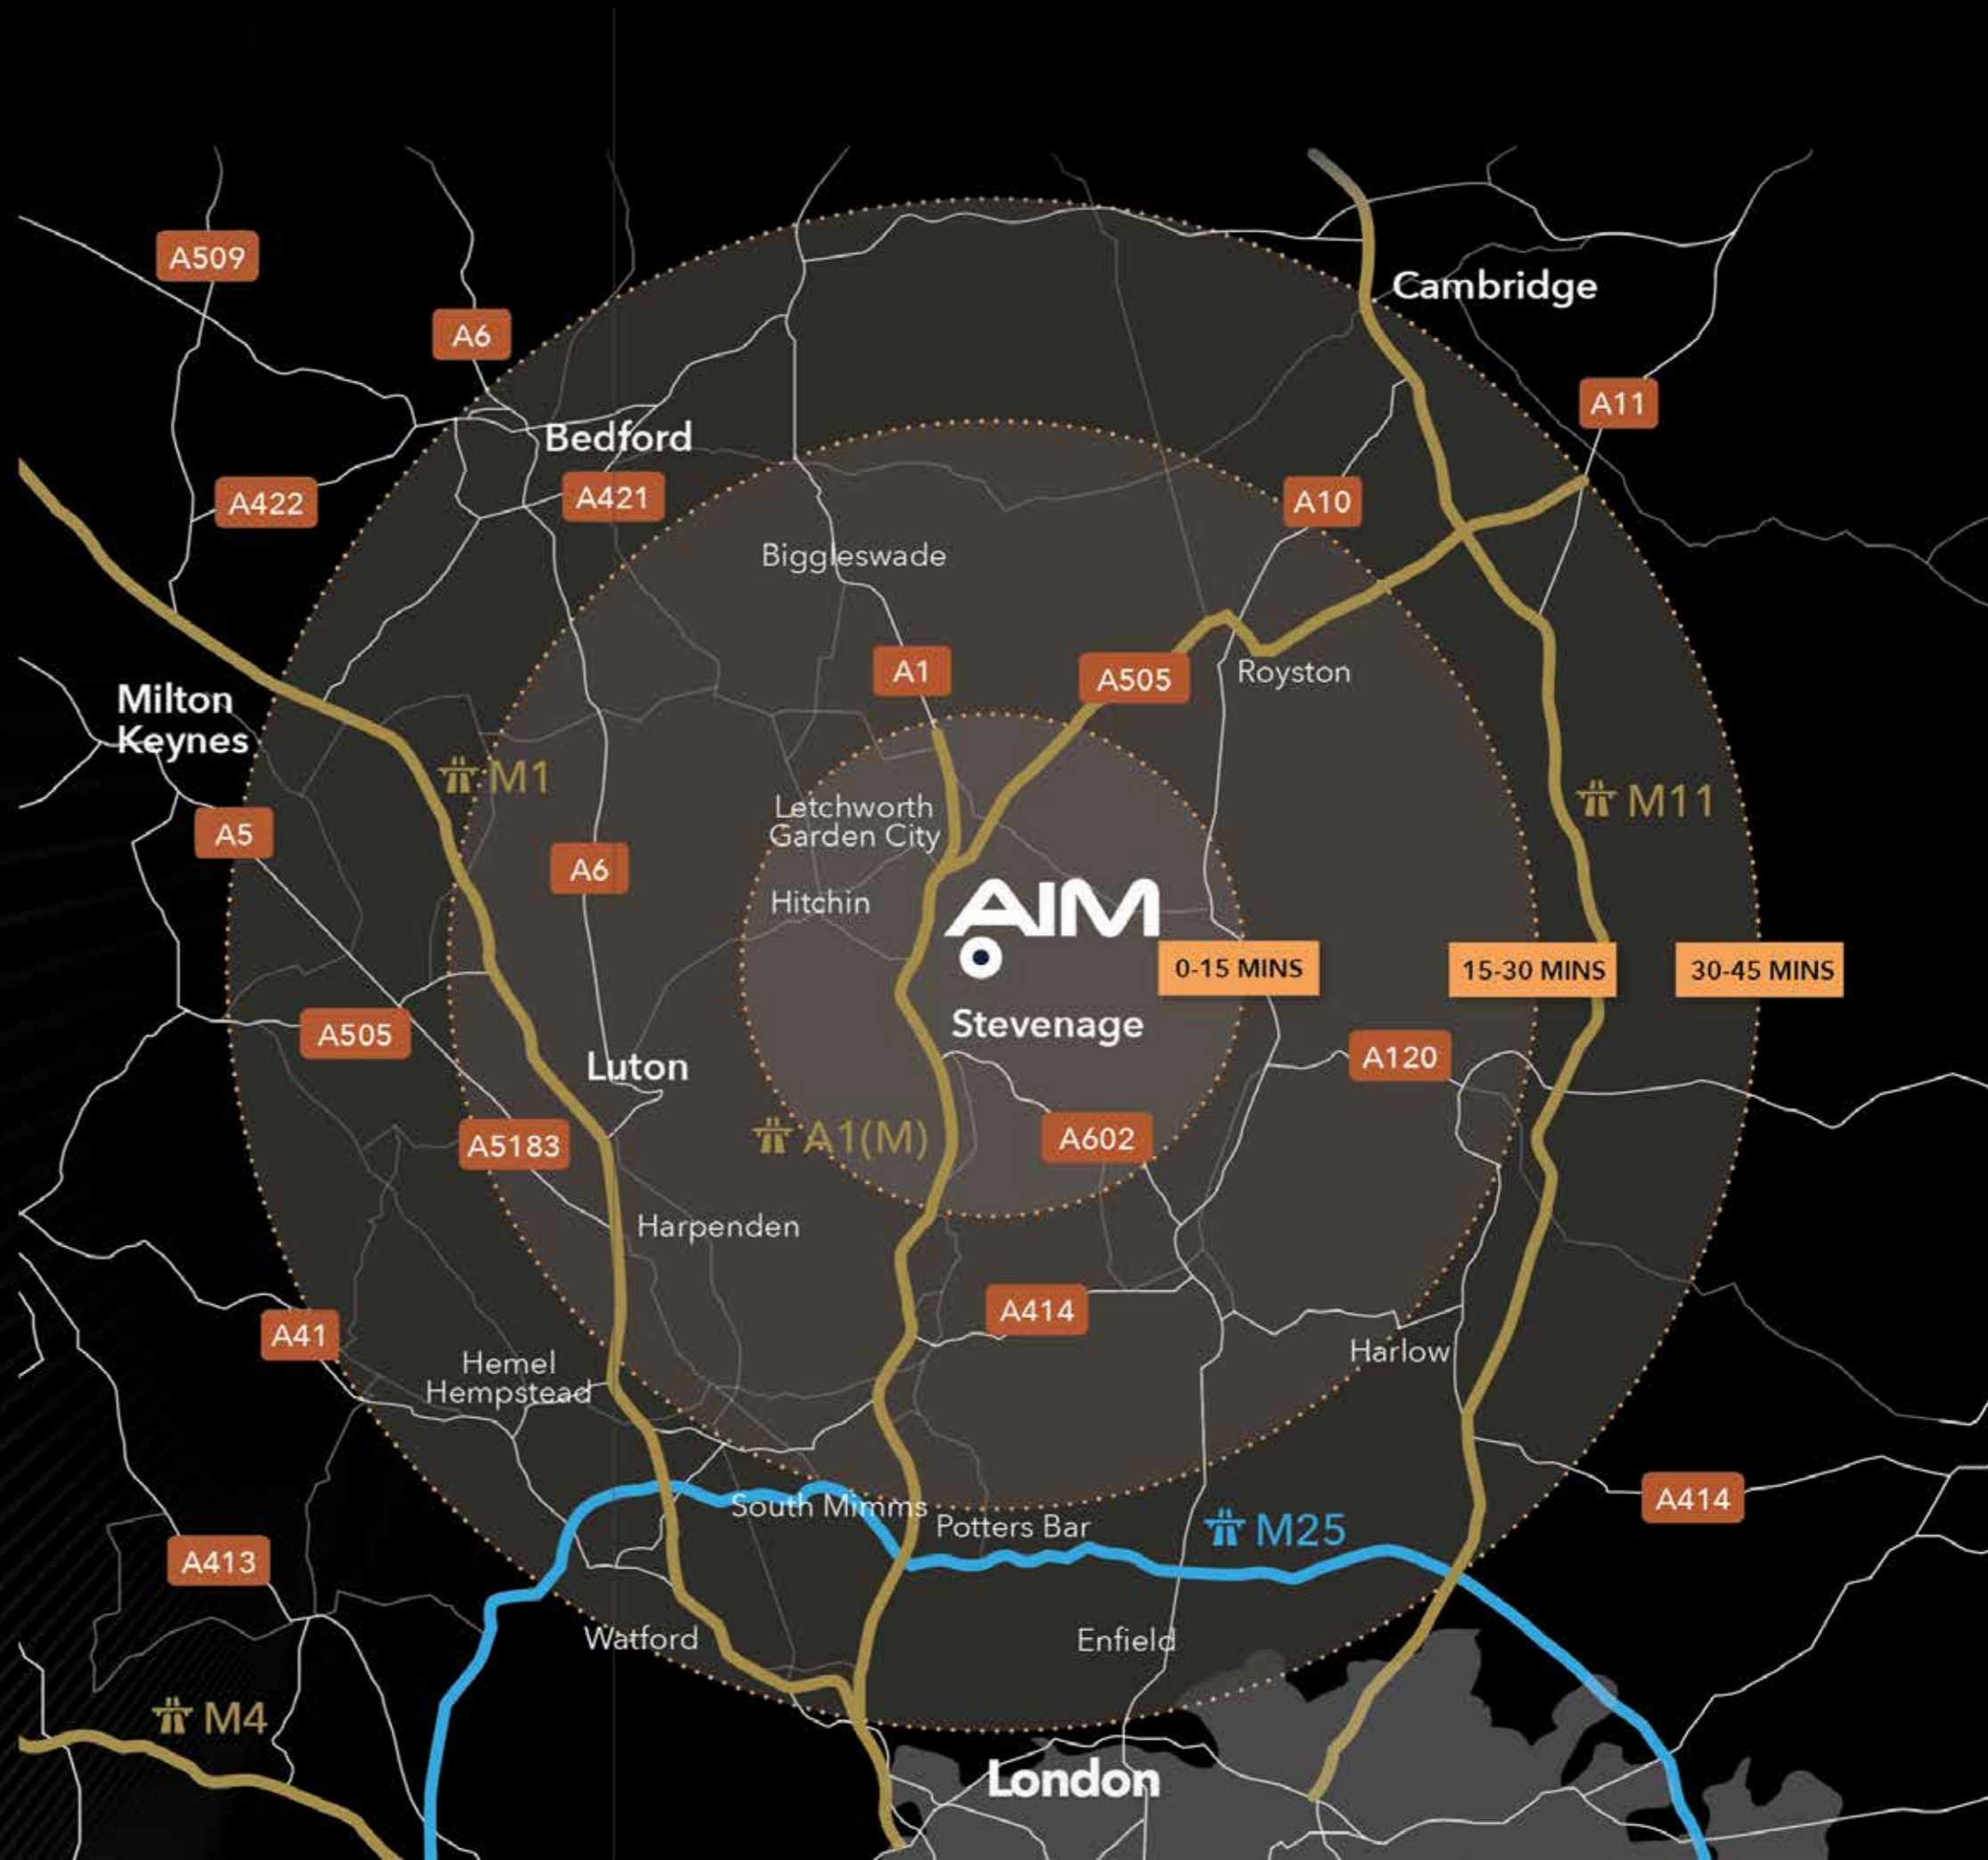 A509
Cambridge
A6
A11
Bedford
A421
A422
A10
Biggleswade
A1
A505
Royston
Milton
Keynes
M1
M11
Letchworth
Garden City
A5
A6
Hitchin
AIM
0-15 MINS
15-30 MINS
30-45 MINS
Stevenage
A505
Luton
A120
A5183
A1(M)
A602
Harpenden
A414
A41
Harlow
Hemel
Hempstead
South Mimms
Potters Bar
M25
A414
A413
Watford
Enfield
M4
London